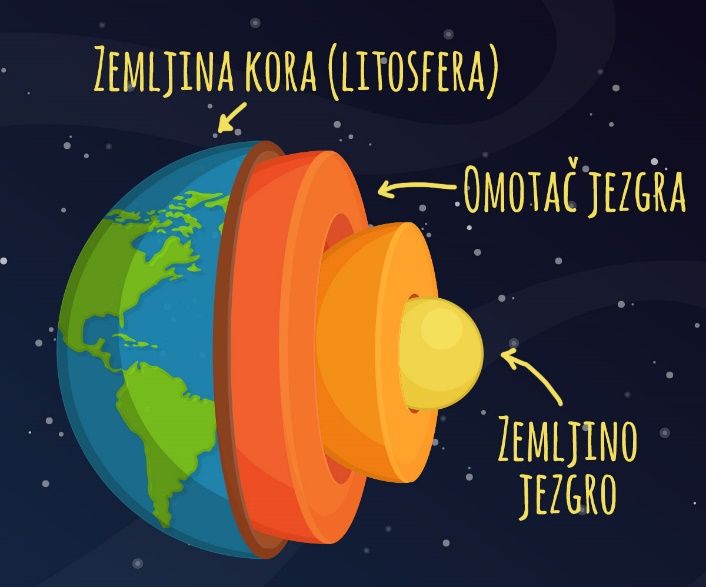 Zemljina kora (litosfera)
Omotač jezgra
Zemljino
jezgro